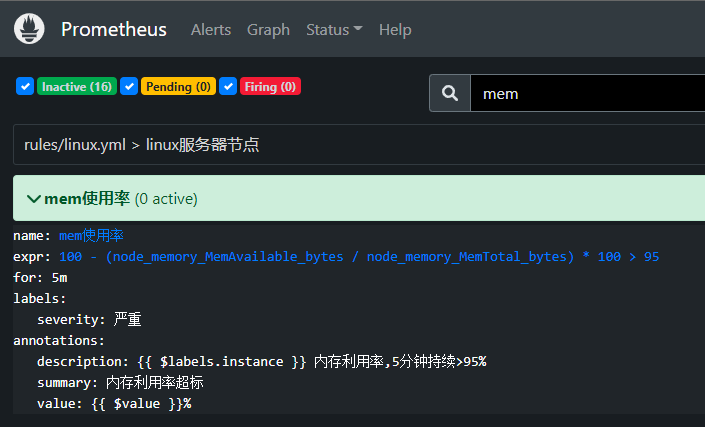 Prometheus Alerts Graph Status Help
Inactive (16) Pending (0) Firing (0)
mem
rules/linux.yml > linux服务器节点
mem使用率 (0 active)
name: mem使用率
expr: 100 - (node_memory_MemAvailable_bytes / node_memory_MemTotal_bytes) * 100 > 95
for: 5m
labels:
severity: 严重
annotations:
description: {{ $labels.instance }} 内存利用率,5分钟持续>95%
summary: 内存利用率超标
value: {{ $value }}%